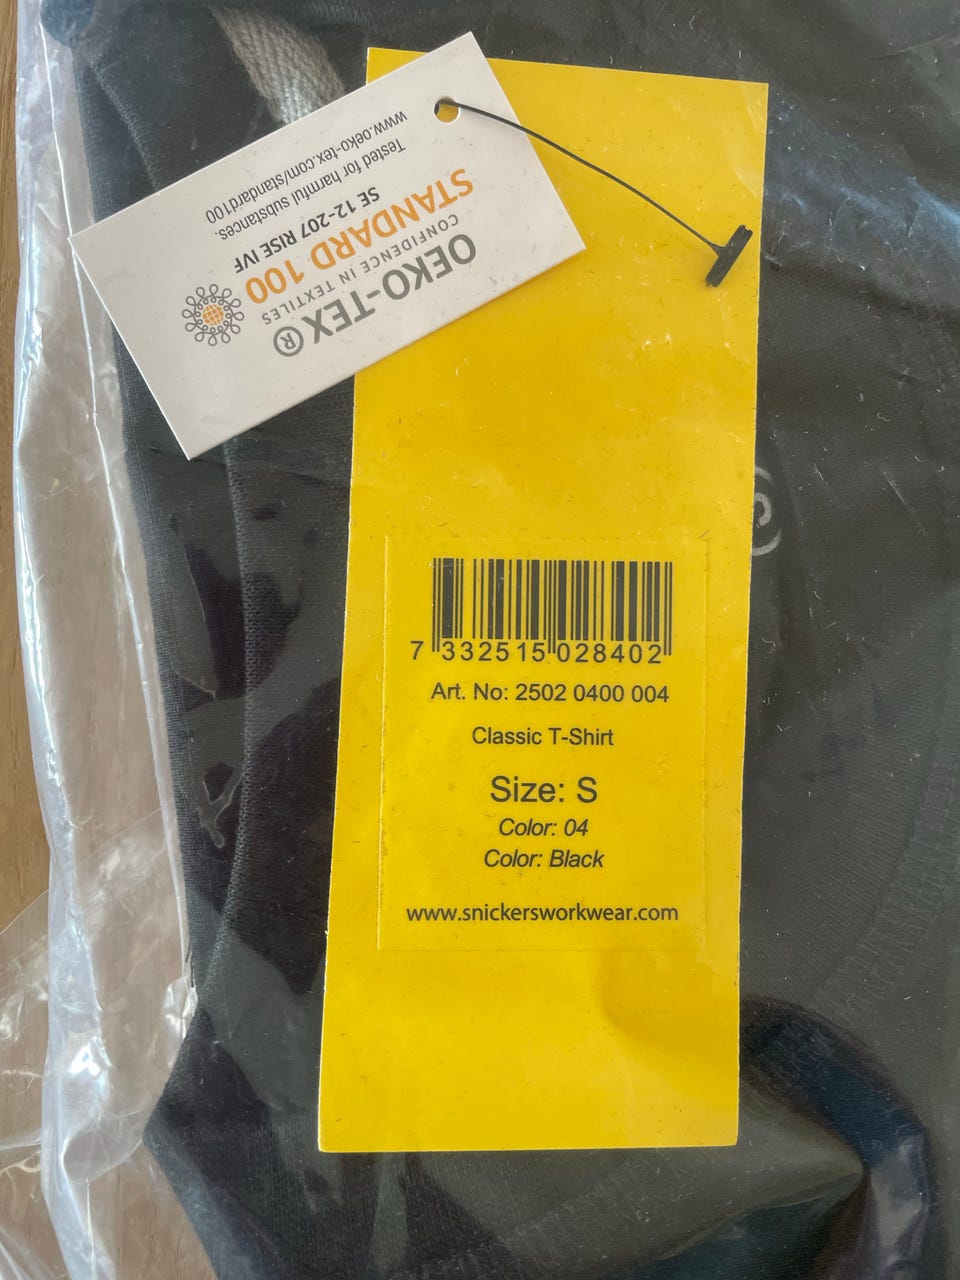 OEKO-TEX®
CONFIDENCE IN TEXTILES
STANDARD 100
SE 12-207 RISE IVF
Tested for harmful substances.
www.oeko-tex.com/standard100
7 332515 028402
Art. No: 2502 0400 004
Classic T-Shirt
Size: S
Color: 04
Color: Black
www.snickersworkwear.com